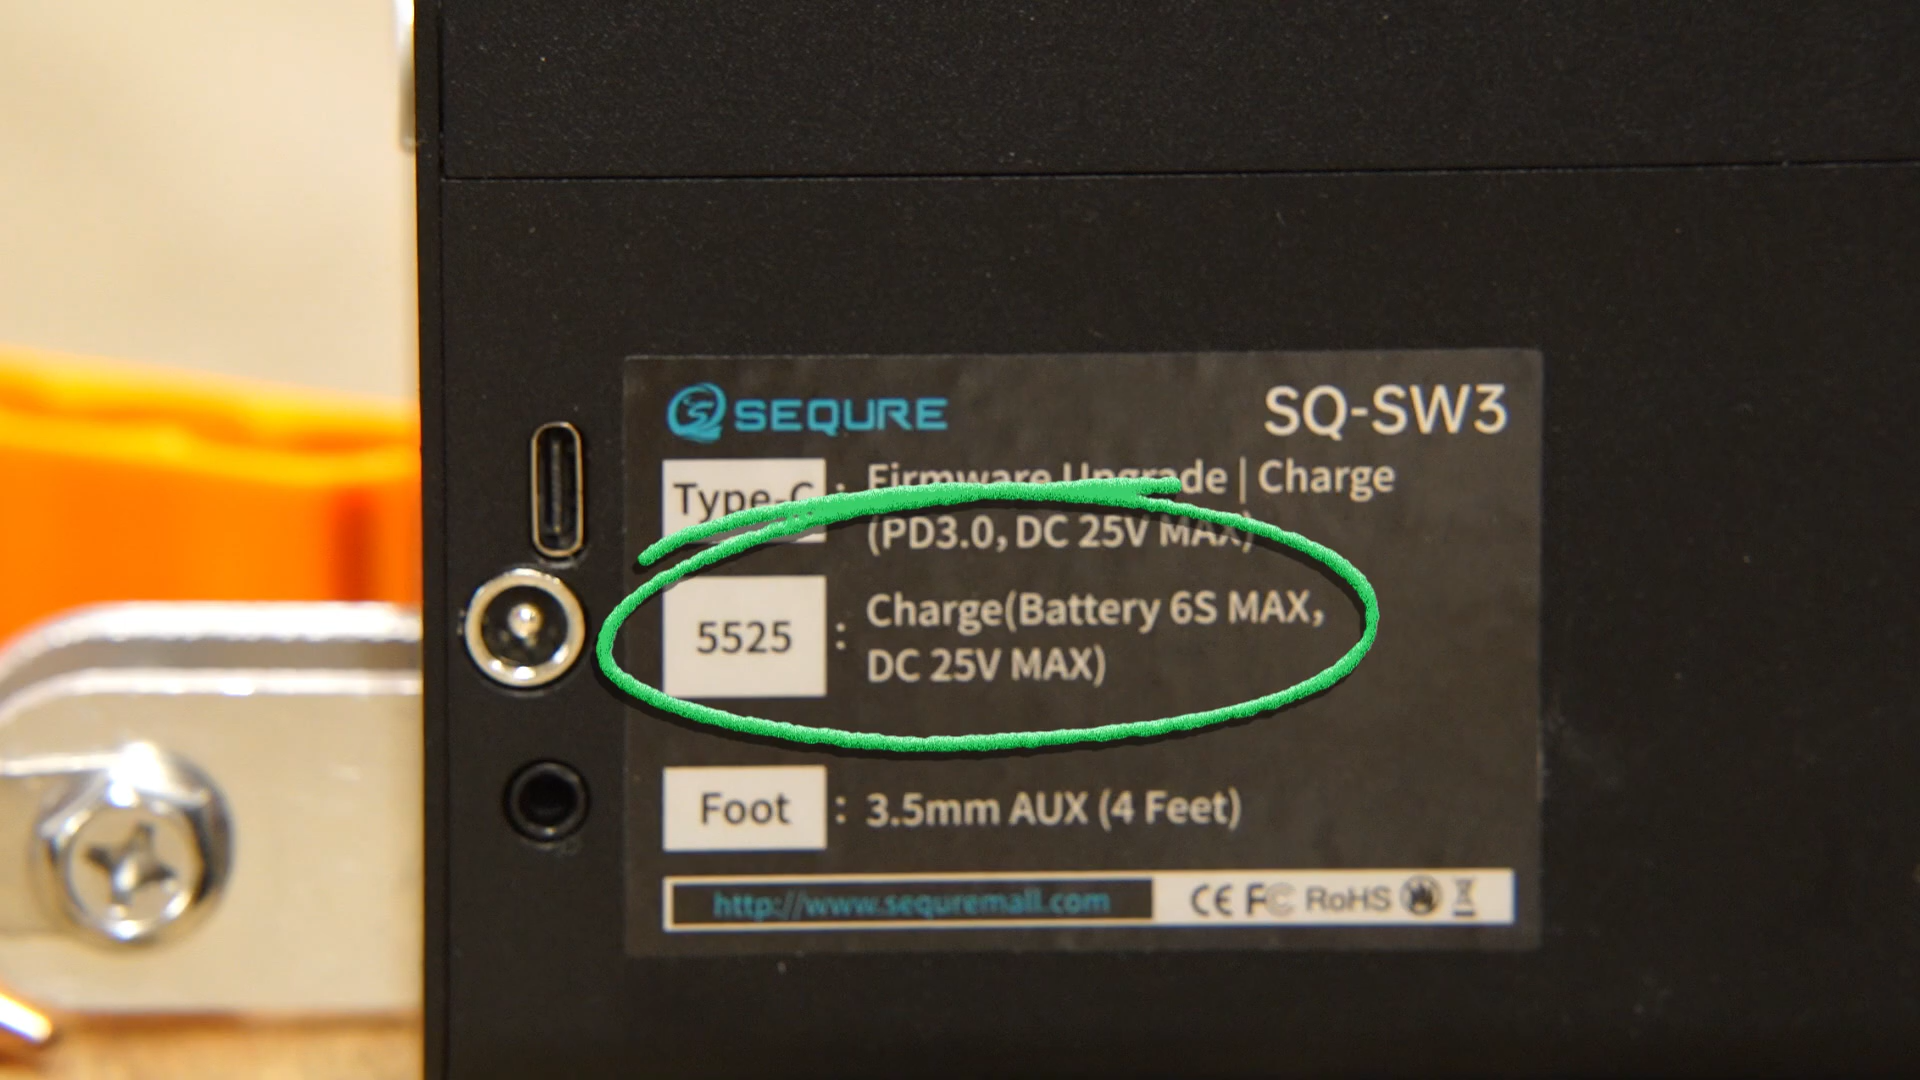 SEQURE SQ-SW3
Type-C : Firmware Upgrade | Charge
(PD3.0, DC 25V MAX)
5525 : Charge(Battery 6S MAX,
DC 25V MAX)
Foot : 3.5mm AUX (4 Feet)
http://www.sequremall.com CE FC RoHS